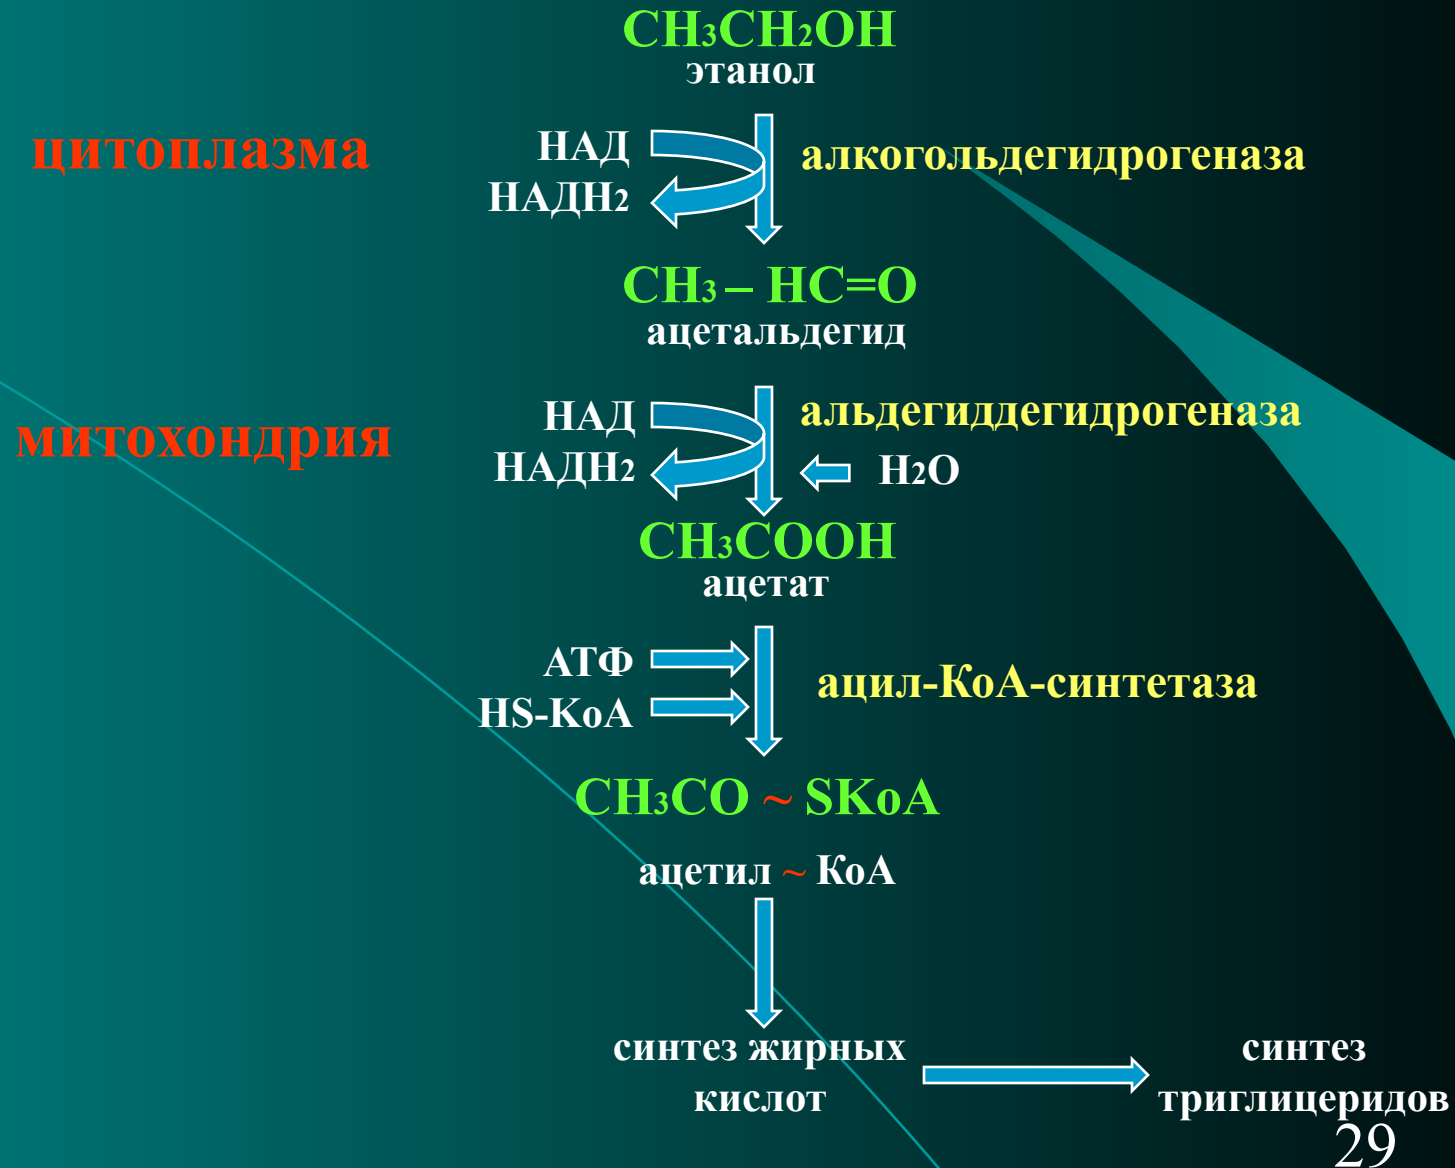 CH3CH2OH
этанол
цитоплазма
НАД
НАДН2
алкогольдегидрогеназа
CH3 – HC=O
ацетальдегид
митохондрия
НАД
НАДН2
альдегиддегидрогеназа
H2O
CH3COOH
ацетат
АТФ
HS-KoA
ацил-КоА-синтетаза
CH3CO ~ SKoA
ацетил ~ КоА
синтез жирных
кислот
синтез
триглицеридов
29